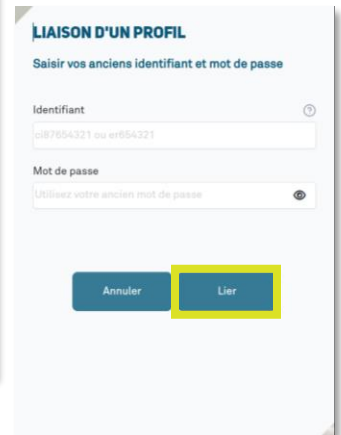 LIAISON D'UN PROFIL
Saisir vos anciens identifiant et mot de passe
Identifiant
ci87654321 ou er654321
Mot de passe
Utilisez votre ancien mot de passe
Annuler
Lier